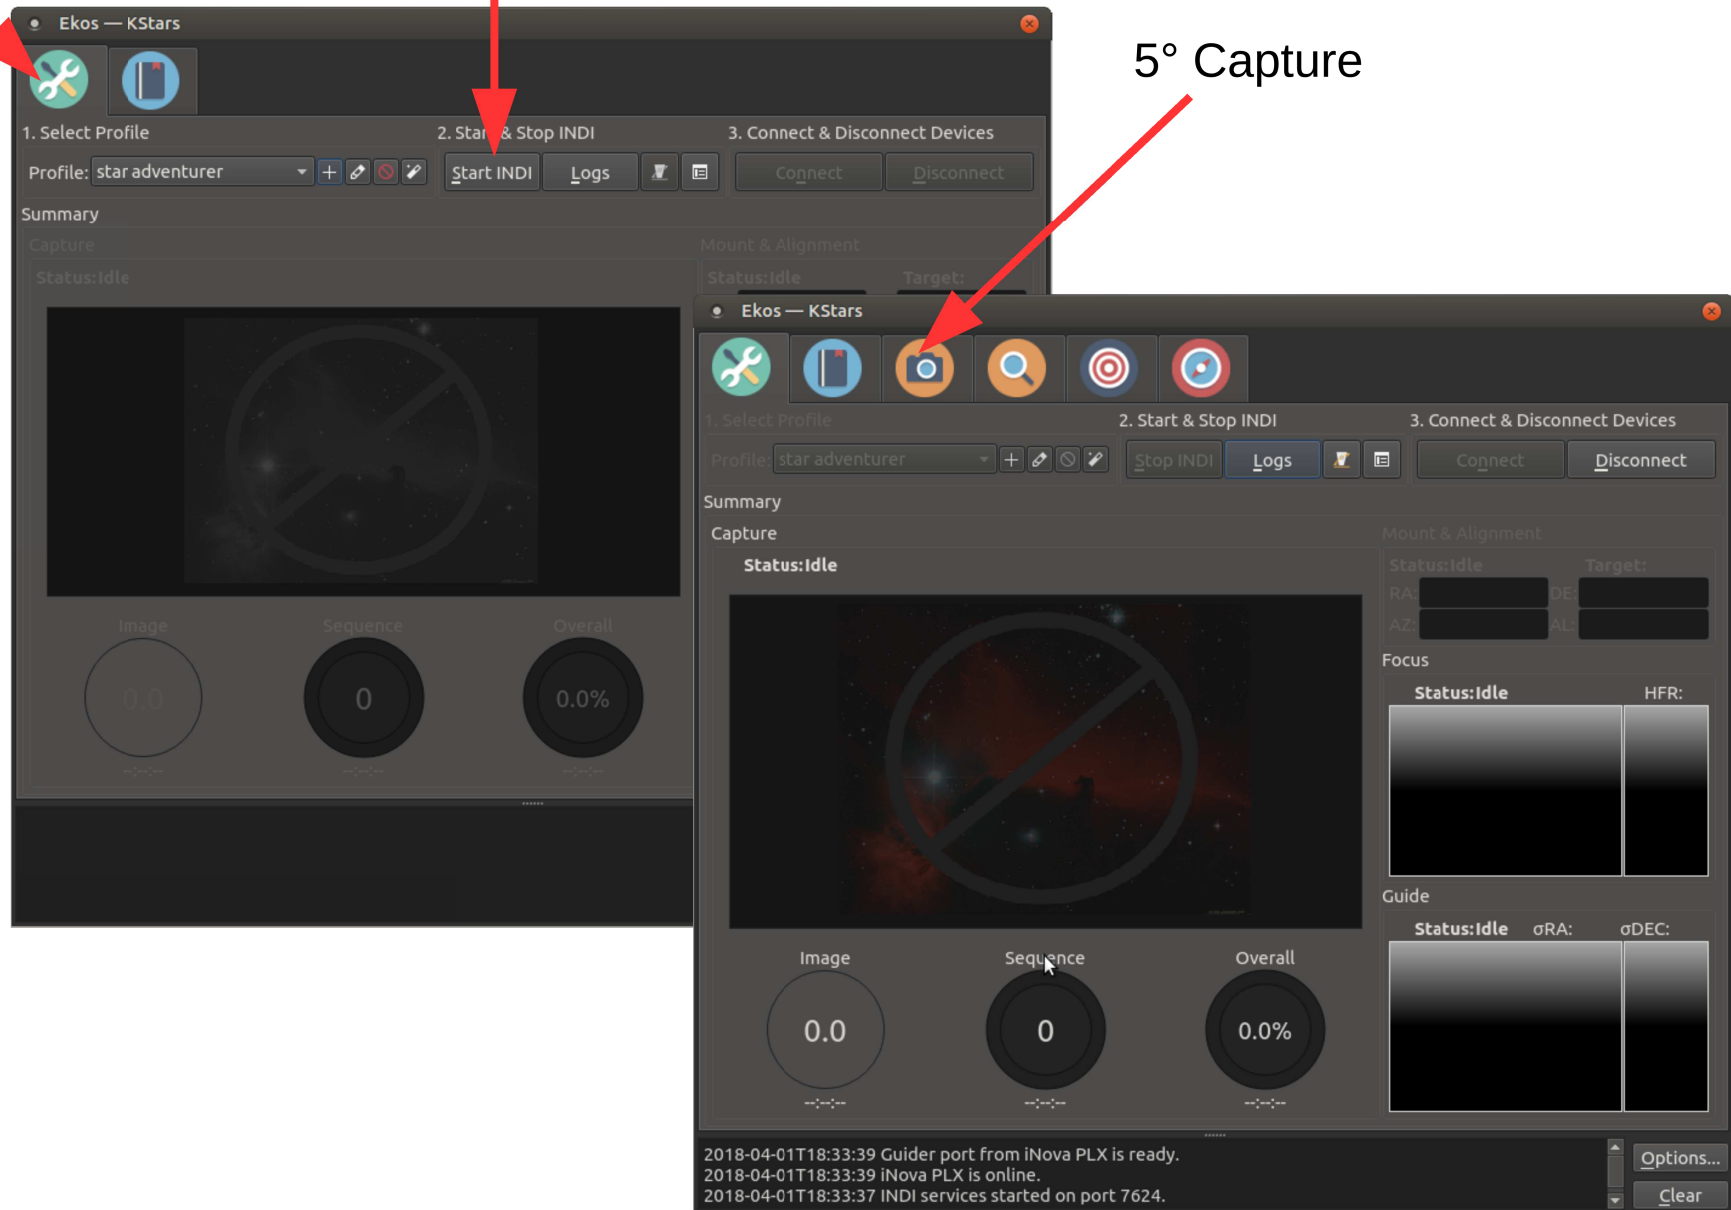 Ekos — KStars
5° Capture
1. Select Profile
2. Start & Stop INDI
3. Connect & Disconnect Devices
Profile: star adventurer
Start INDI
Logs
Connect
Disconnect
Summary
Capture
Mount & Alignment
Status:Idle
Status:Idle
Target:
Image
Sequence
Overall
0.0
0
0.0%
--:--:--
--:--:--
--:--:--
Ekos — KStars
1. Select Profile
2. Start & Stop INDI
3. Connect & Disconnect Devices
Profile: star adventurer
Stop INDI
Logs
Connect
Disconnect
Summary
Capture
Mount & Alignment
Status:Idle
Status:Idle
Target:
RA:
DE:
AZ:
AL:
Focus
Status:Idle
HFR:
Guide
Status:Idle
σRA:
σDEC:
Image
Sequence
Overall
0.0
0
0.0%
--:--:--
--:--:--
--:--:--
2018-04-01T18:33:39 Guider port from iNova PLX is ready.
2018-04-01T18:33:39 iNova PLX is online.
2018-04-01T18:33:37 INDI services started on port 7624.
Options...
Clear